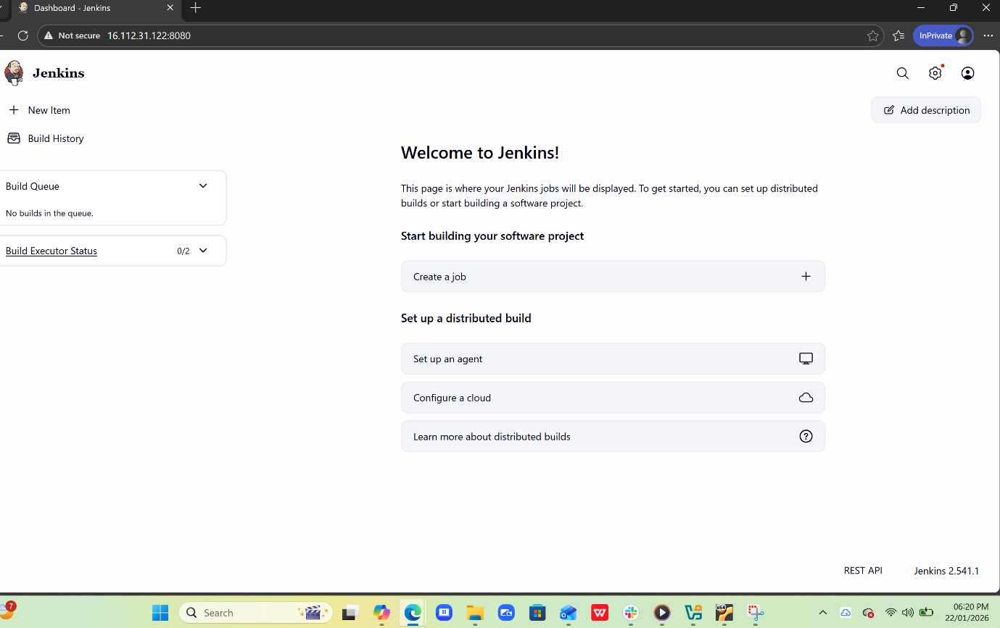 Dashboard - Jenkins
Not secure 16.112.31.122:8080
InPrivate
Jenkins
New Item
Add description
Build History
Welcome to Jenkins!
Build Queue
This page is where your Jenkins jobs will be displayed. To get started, you can set up distributed
builds or start building a software project.
No builds in the queue.
Start building your software project
Build Executor Status 0/2
Create a job
Set up a distributed build
Set up an agent
Configure a cloud
Learn more about distributed builds
REST API Jenkins 2.541.1
7
Search
06:20 PM
22/01/2026